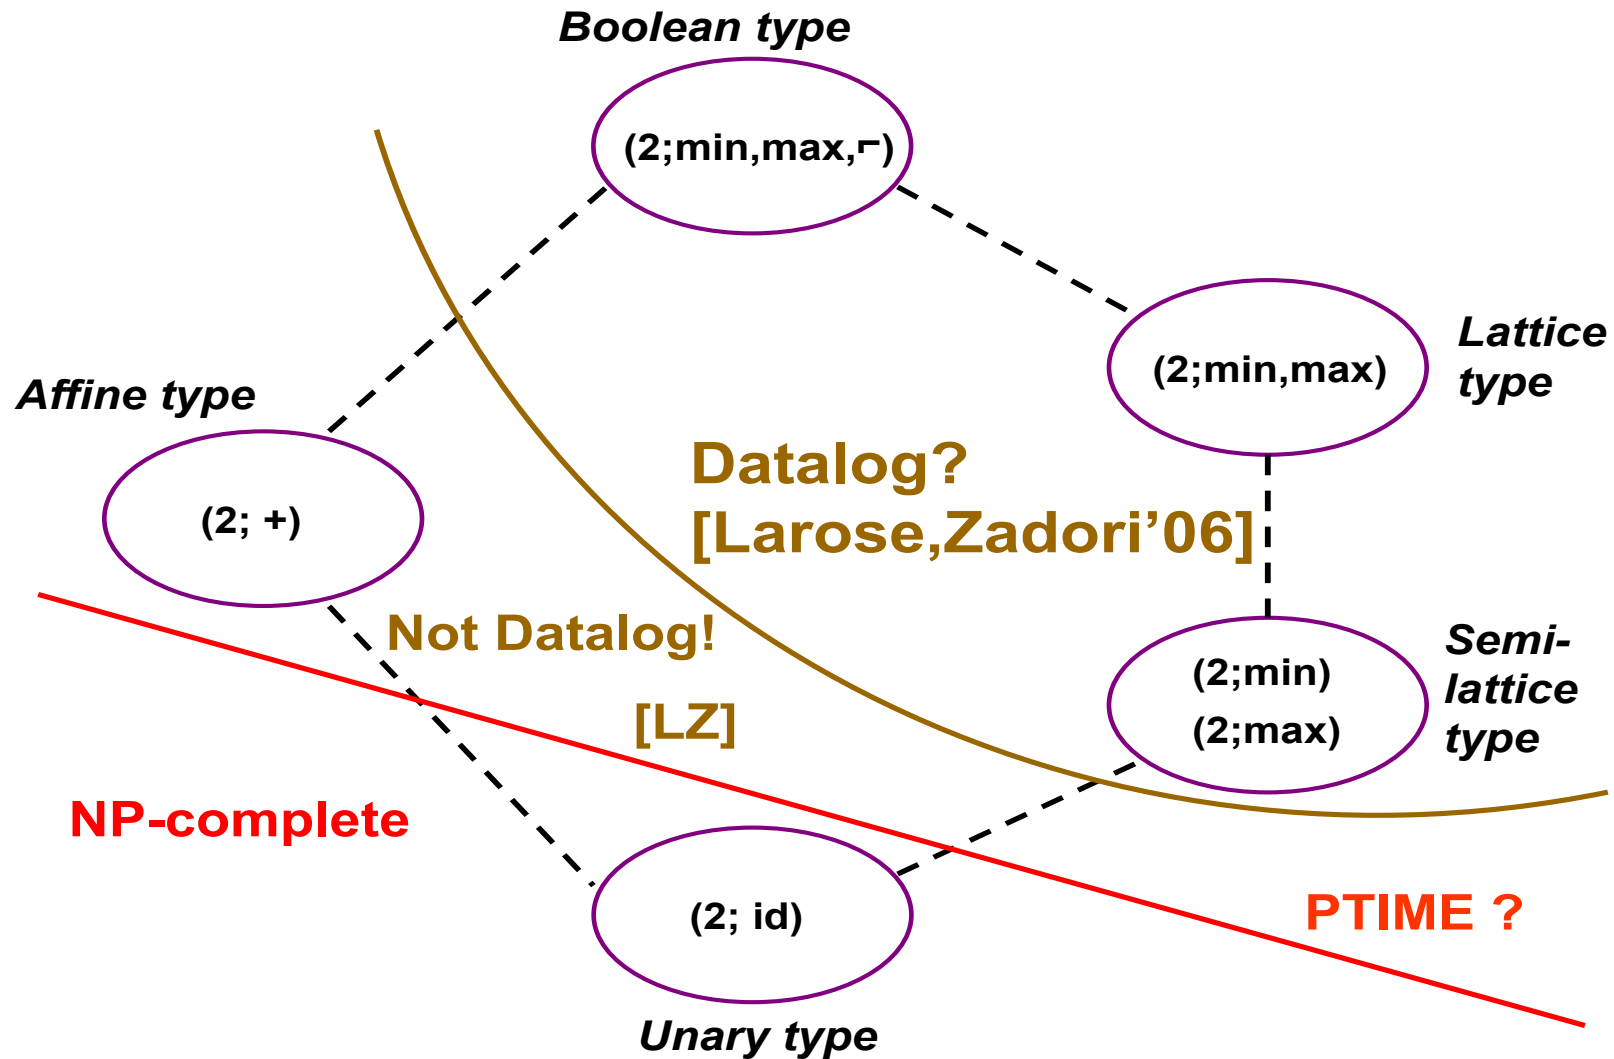 Boolean type
(2;min,max,⌐)
Lattice
type
(2;min,max)
Affine type
(2; +)
Datalog?
[Larose,Zadori’06]
Not Datalog!
[LZ]
Semi-
lattice
type
(2;min)
(2;max)
NP-complete
(2; id)
PTIME ?
Unary type